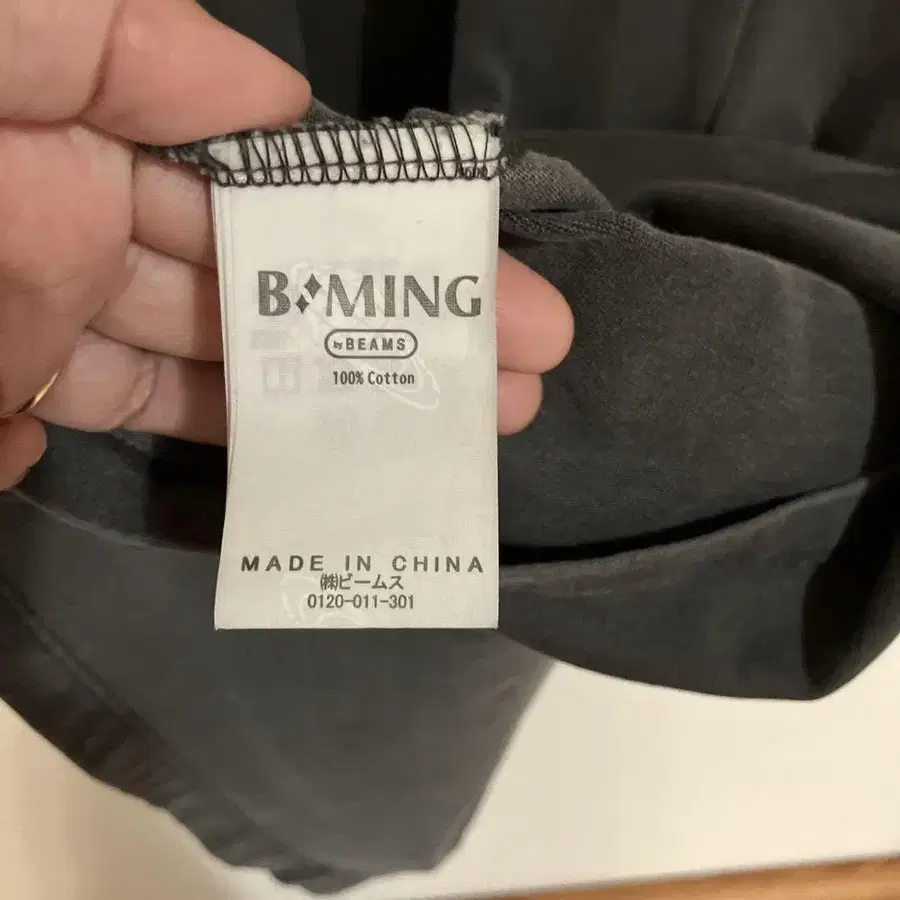 B:MING
by BEAMS
100% Cotton
MADE IN CHINA
㈱ビームス
0120-011-301